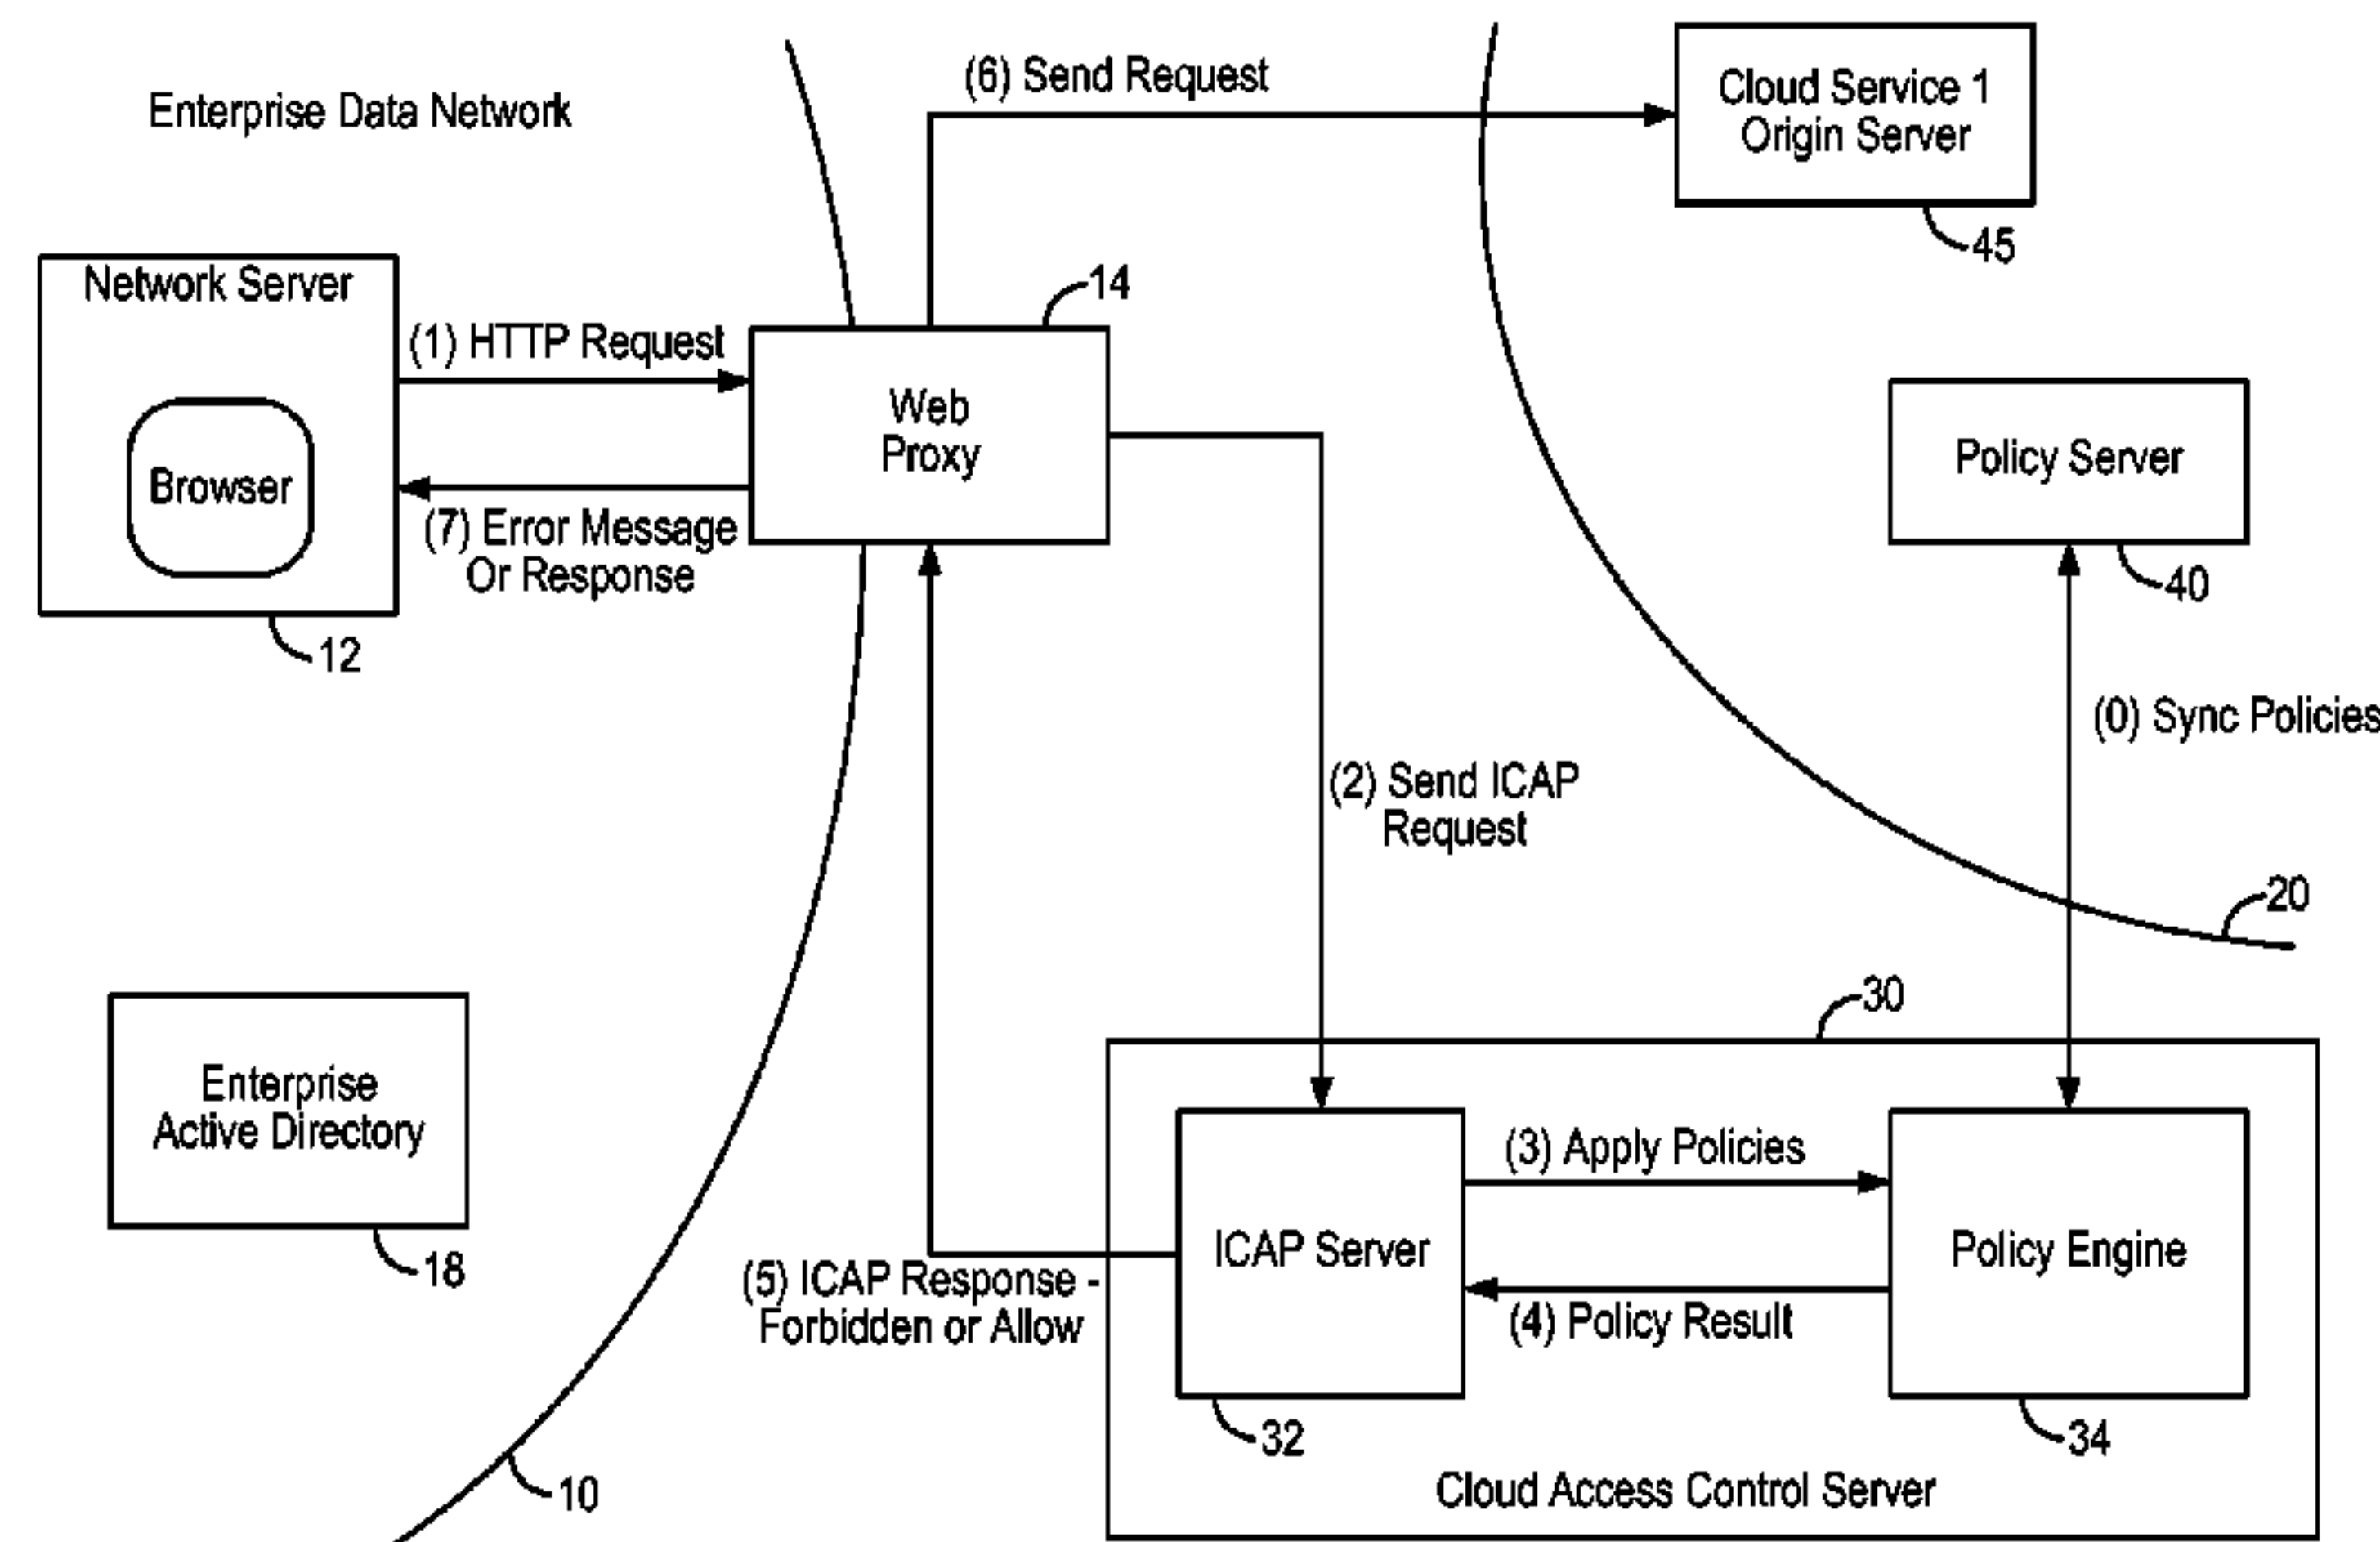 Enterprise Data Network
(6) Send Request
Cloud Service 1
Origin Server
45
Network Server
Browser
12
(1) HTTP Request
(7) Error Message
Or Response
14
Web
Proxy
Policy Server
40
(0) Sync Policies
(2) Send ICAP
Request
20
30
Enterprise
Active Directory
18
10
(5) ICAP Response -
Forbidden or Allow
ICAP Server
32
(3) Apply Policies
(4) Policy Result
Policy Engine
34
Cloud Access Control Server